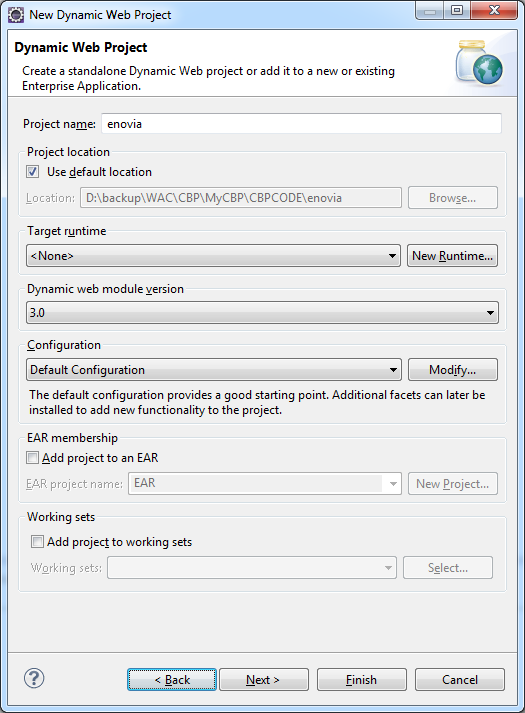 New Dynamic Web Project
Dynamic Web Project
Create a standalone Dynamic Web project or add it to a new or existing
Enterprise Application.
Project name: enovia
Project location
Use default location
Location: D:\backup\WAC\CBP\MyCBP\CBPCODE\enovia Browse...
Target runtime
<None> New Runtime...
Dynamic web module version
3.0
Configuration
Default Configuration Modify...
The default configuration provides a good starting point. Additional facets can later be
installed to add new functionality to the project.
EAR membership
Add project to an EAR
EAR project name: EAR New Project...
Working sets
Add project to working sets
Working sets: Select...
? < Back Next > Finish Cancel